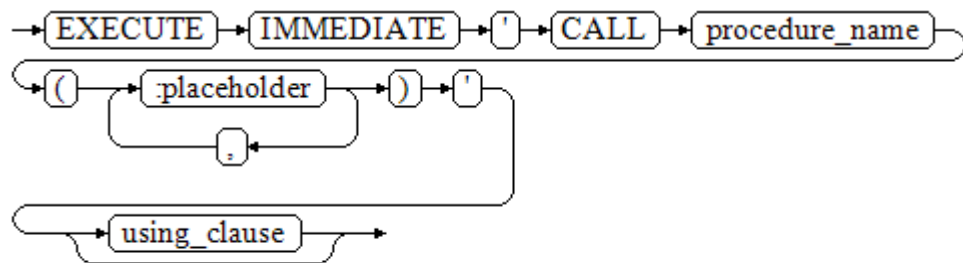 EXECUTE IMMEDIATE ' CALL procedure_name
( :placeholder ) '
,
using_clause